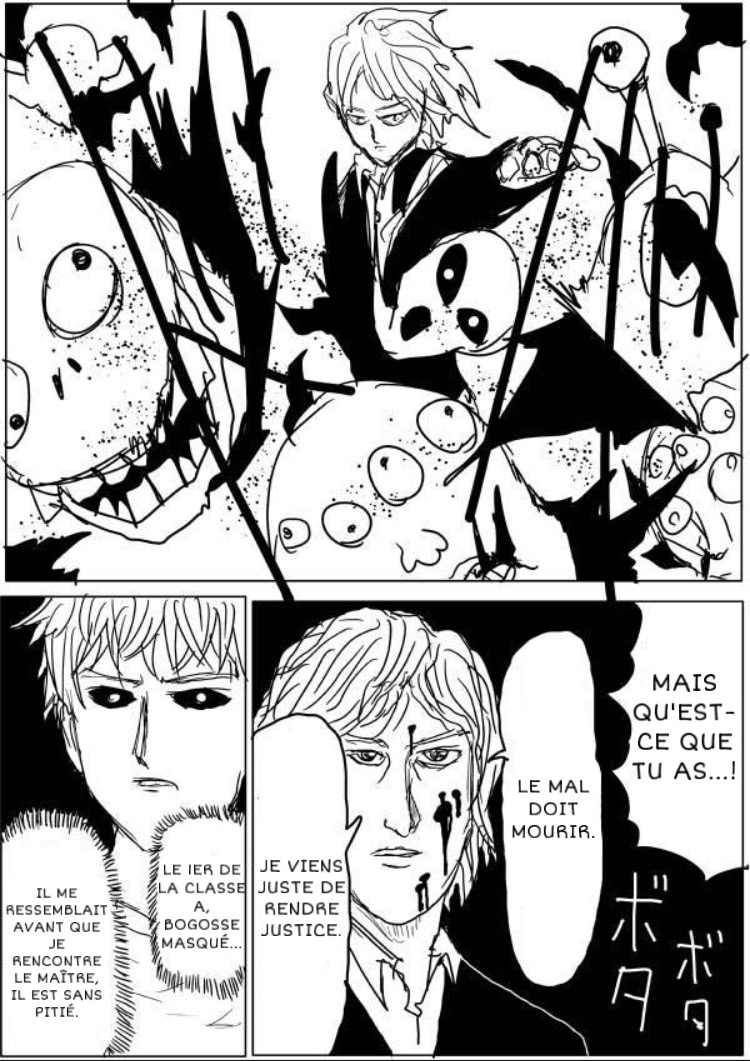 MAIS
QU'EST-
CE QUE
TU AS...!
LE MAL
DOIT
MOURIR.
JE VIENS
JUSTE DE
RENDRE
JUSTICE.
ボタ
ボタ
LE 1ER DE
LA CLASSE
A,
BOGOSSE
MASQUÉ...
IL ME
RESSEMBLAIT
AVANT QUE
JE
RENCONTRE
LE MAÎTRE,
IL EST SANS
PITIÉ.